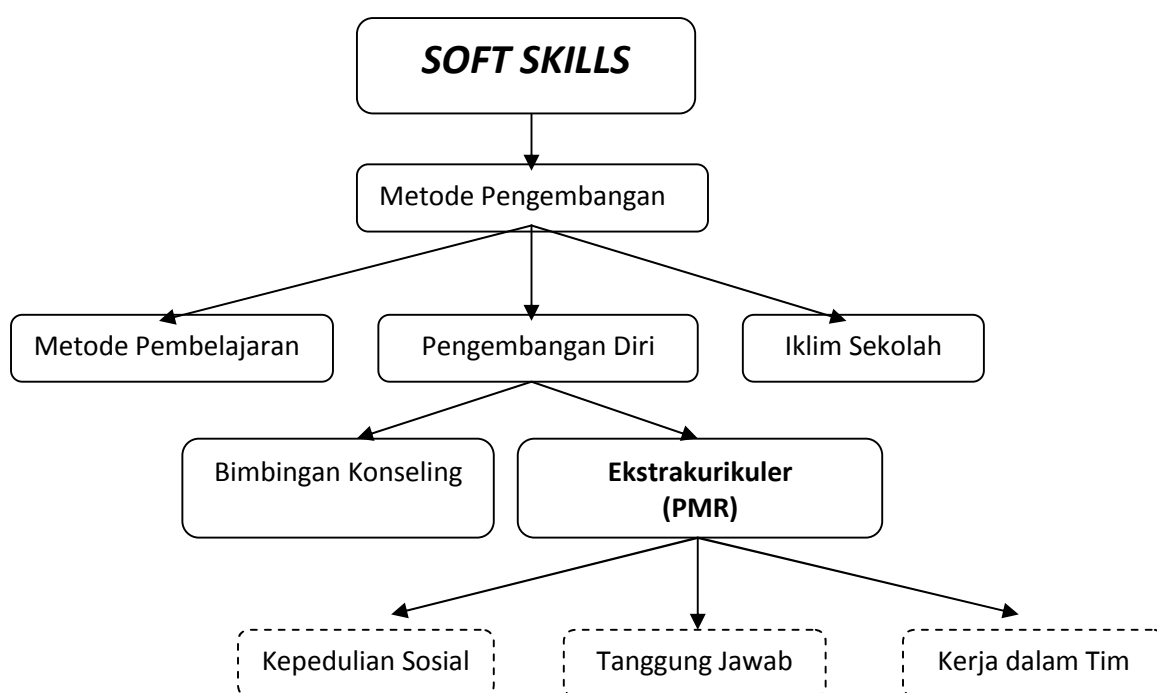 SOFT SKILLS
Metode Pengembangan
Metode Pembelajaran
Pengembangan Diri
Iklim Sekolah
Bimbingan Konseling
Ekstrakurikuler
(PMR)
Kepedulian Sosial
Tanggung Jawab
Kerja dalam Tim